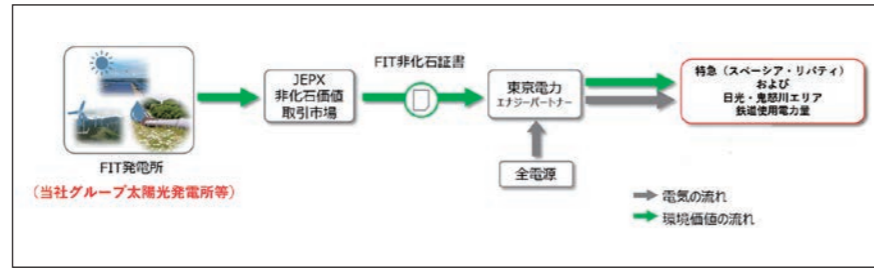 FIT発電所
(当社グループ太陽光発電所等)
JEPX
非化石価値
取引市場
FIT非化石証書
東京電力
エナジーパートナー
全電源
特急(スペーシア・リバティ)
および
日光・鬼怒川エリア
鉄道使用電力量
電気の流れ
環境価値の流れ